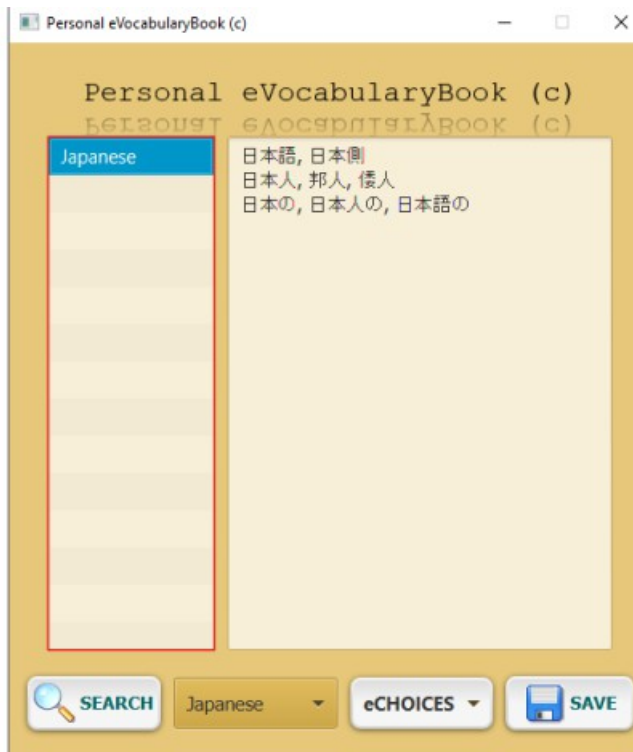 Personal eVocabularyBook (c)
Personal eVocabularyBook (c)
Japanese
日本語, 日本側
日本人, 邦人, 倭人
日本の, 日本人の, 日本語の
SEARCH
Japanese
eCHOICES
SAVE